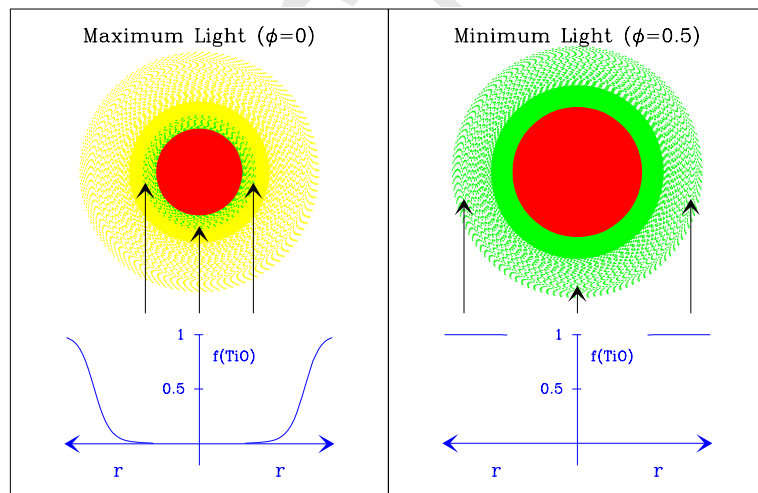 Maximum Light (ϕ=0)
1
f(TiO)
0.5
r r
Minimum Light (ϕ=0.5)
1
f(TiO)
0.5
r r